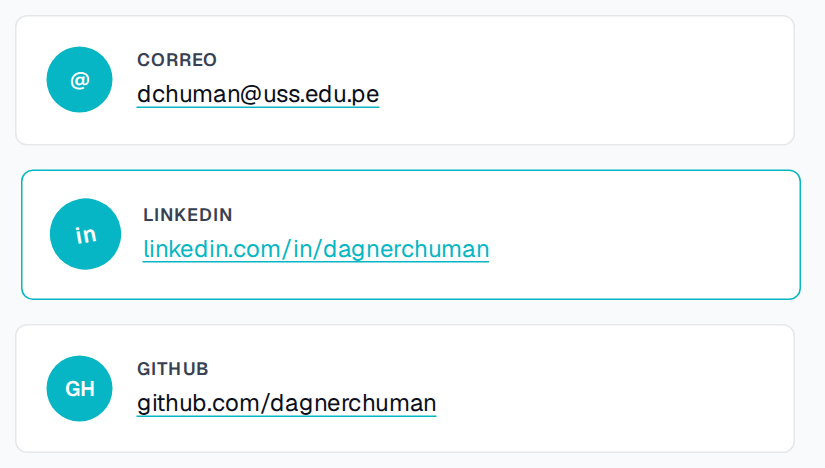 @
CORREO
dchuman@uss.edu.pe
in
LINKEDIN
linkedin.com/in/dagnerchuman
GH
GITHUB
github.com/dagnerchuman